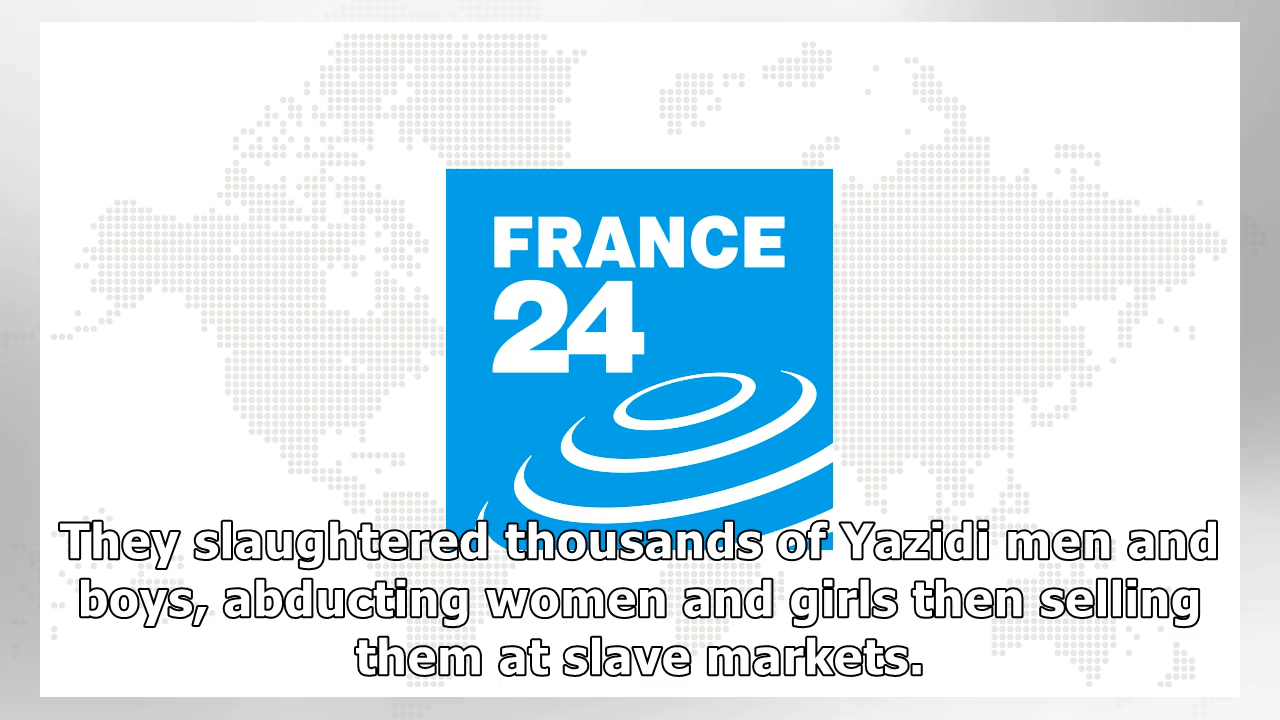 FRANCE
24
They slaughtered thousands of Yazidi men and
boys, abducting women and girls then selling
them at slave markets.